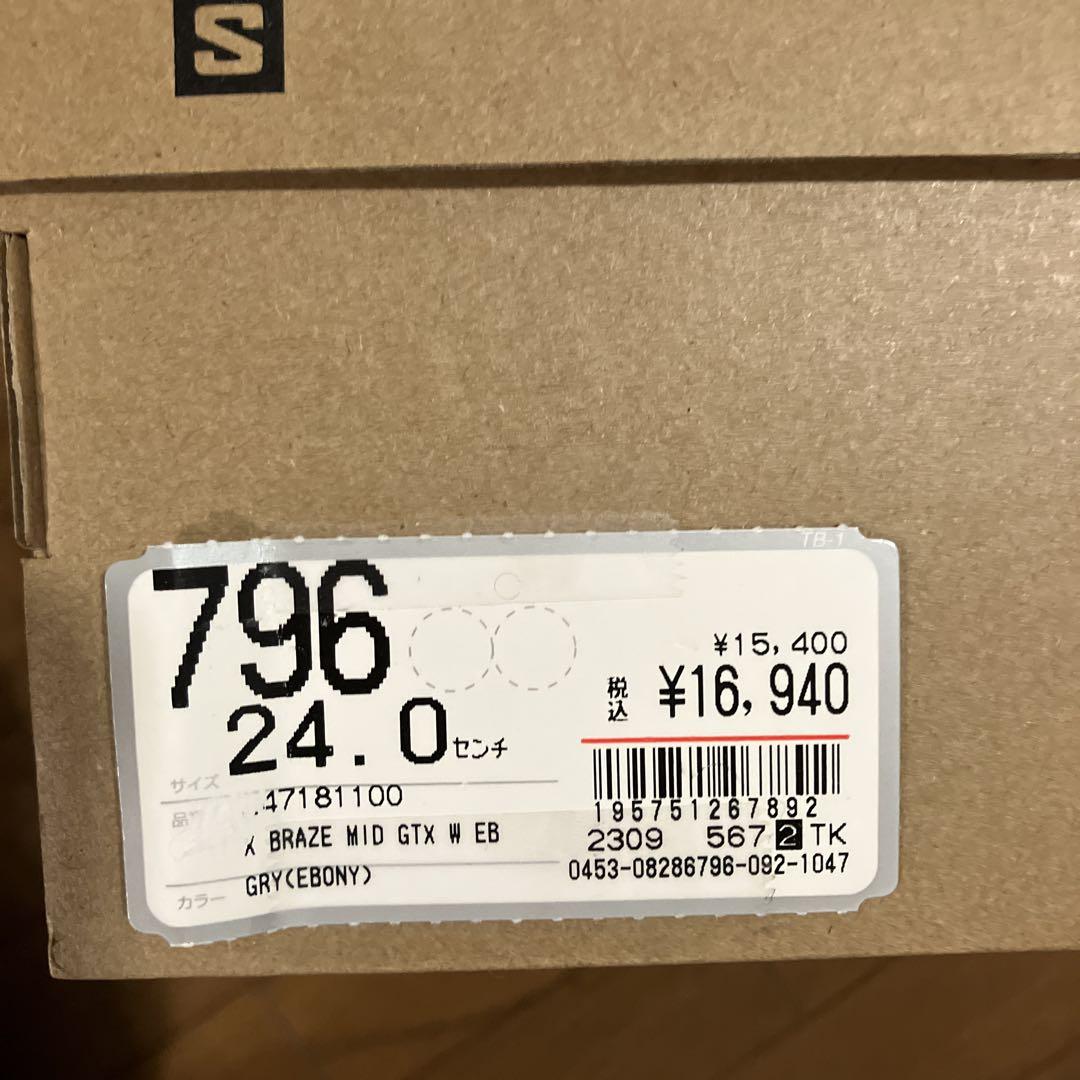 S
TB-1
796
24.0センチ
サイズ
¥15,400
税込 ¥16,940
品
47181100
X BRAZE MID GTX W EB
カラー GRY(EBONY)
195751267892
2309 567 2 TK
0453-08286796-092-1047